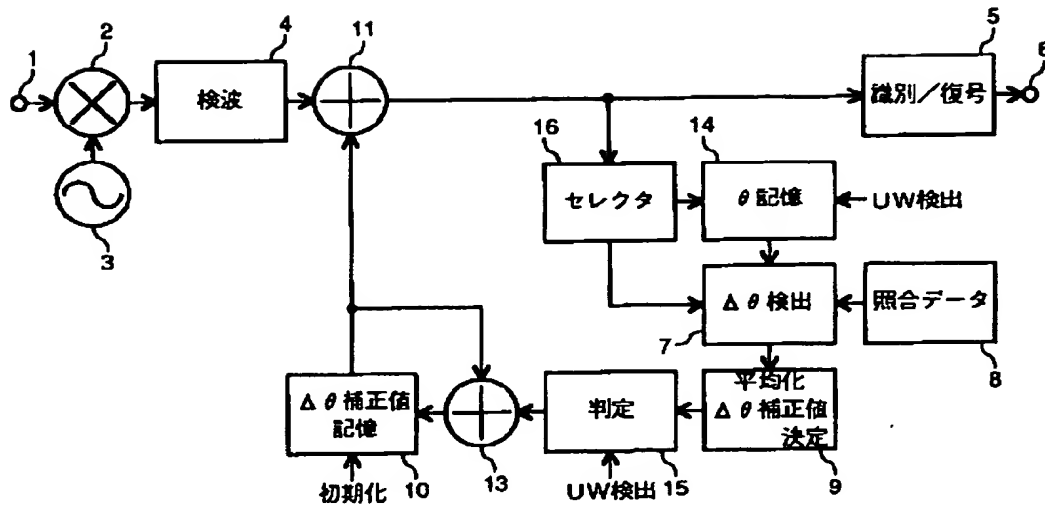 1
2
3
4
検波
11
5
識別／復号
6
16
セレクタ
14
θ記憶
UW検出
Δθ検出
7
照合データ
8
平均化
Δθ補正値
決定
9
判定
UW検出
15
13
Δθ補正値
記憶
初期化
10